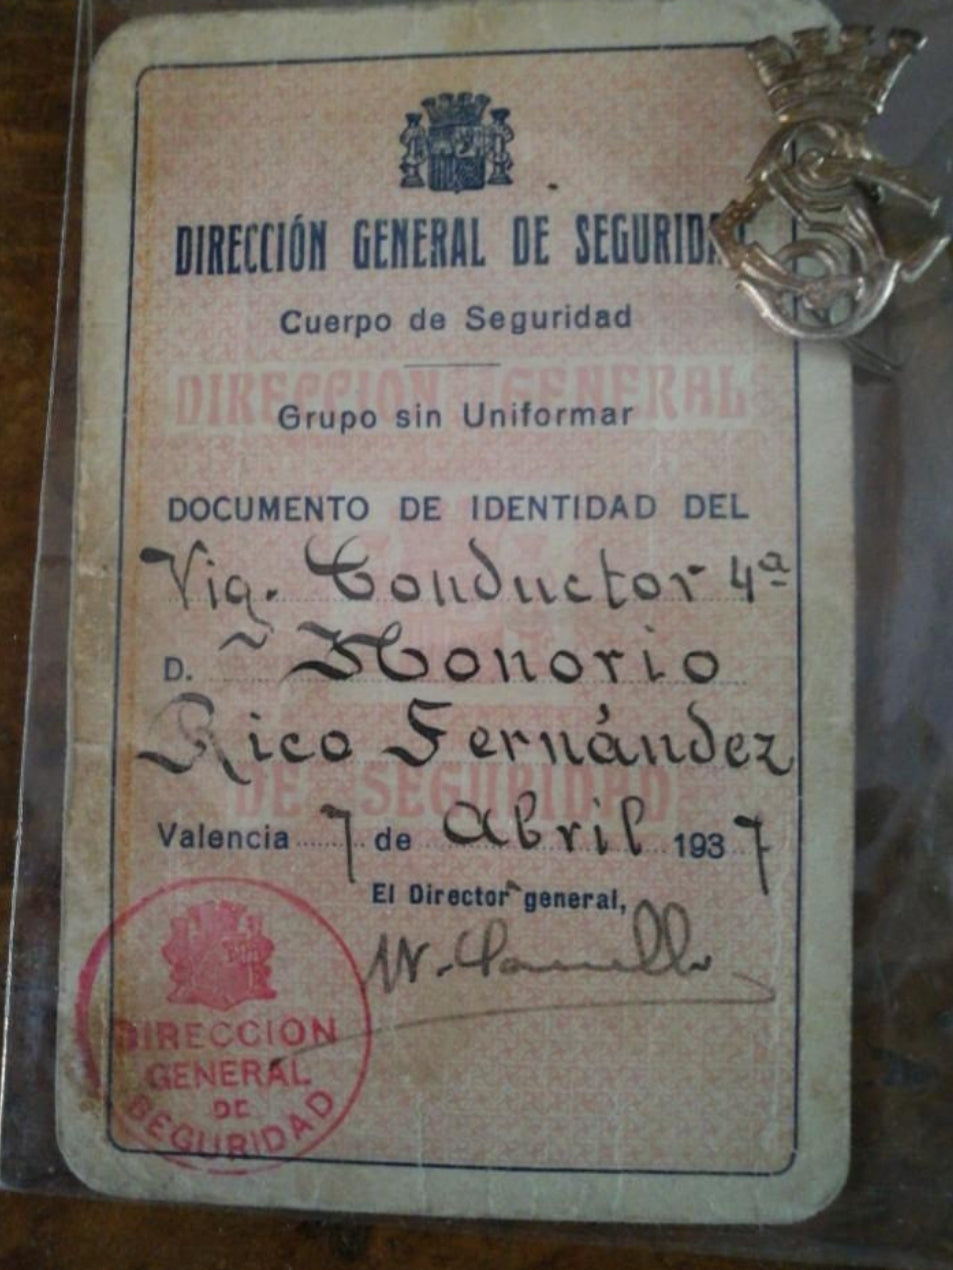 DIRECCIÓN GENERAL DE SEGURIDA
Cuerpo de Seguridad
DIRECCION GENERAL
Grupo sin Uniformar
DOCUMENTO DE IDENTIDAD DEL
Vig. Conductor 4ª
D. Honorio
Rico Fernández
DE SEGURIDAD
Valencia 7 de Abril 1937
El Director general,
DIRECCION
GENERAL
DE
SEGURIDAD